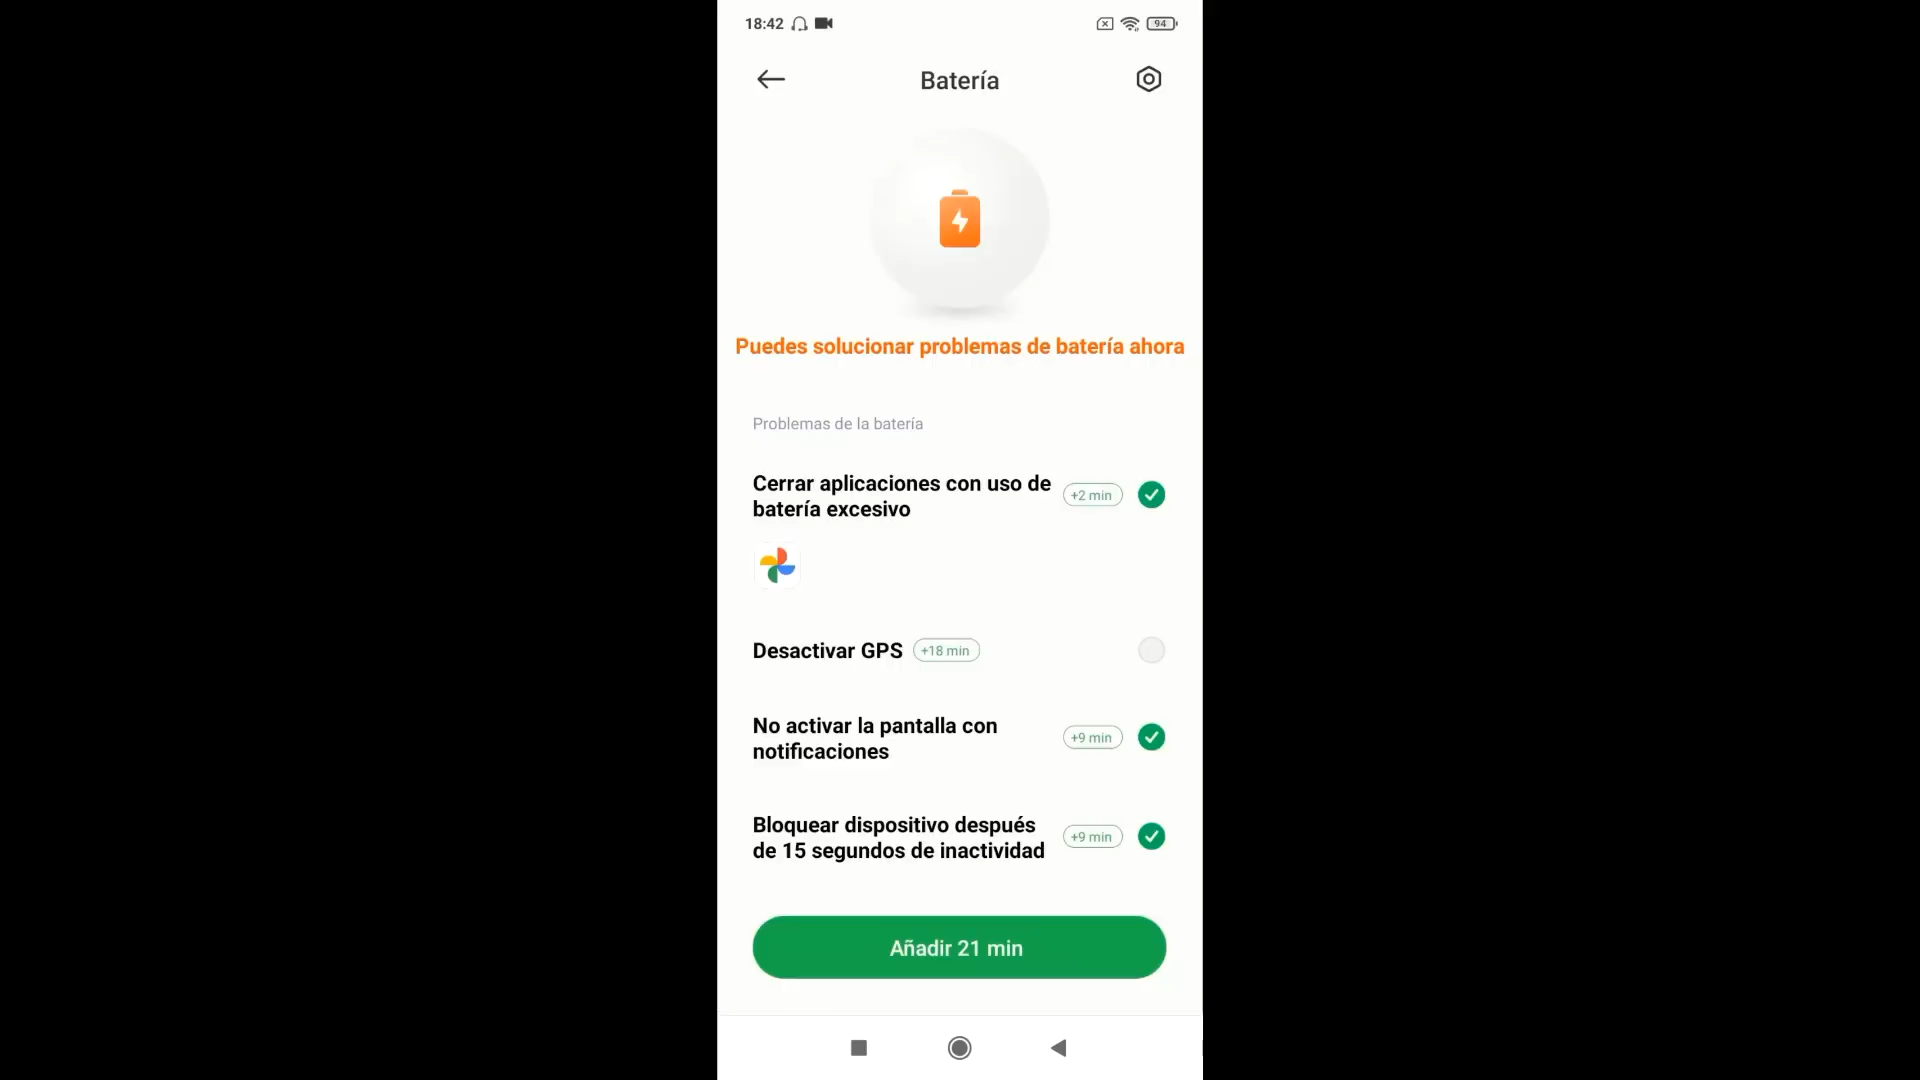 18:42
94
Batería
Puedes solucionar problemas de batería ahora
Problemas de la batería
Cerrar aplicaciones con uso de
batería excesivo
+2 min
Desactivar GPS +18 min
No activar la pantalla con
notificaciones
+9 min
Bloquear dispositivo después
de 15 segundos de inactividad
+9 min
Añadir 21 min